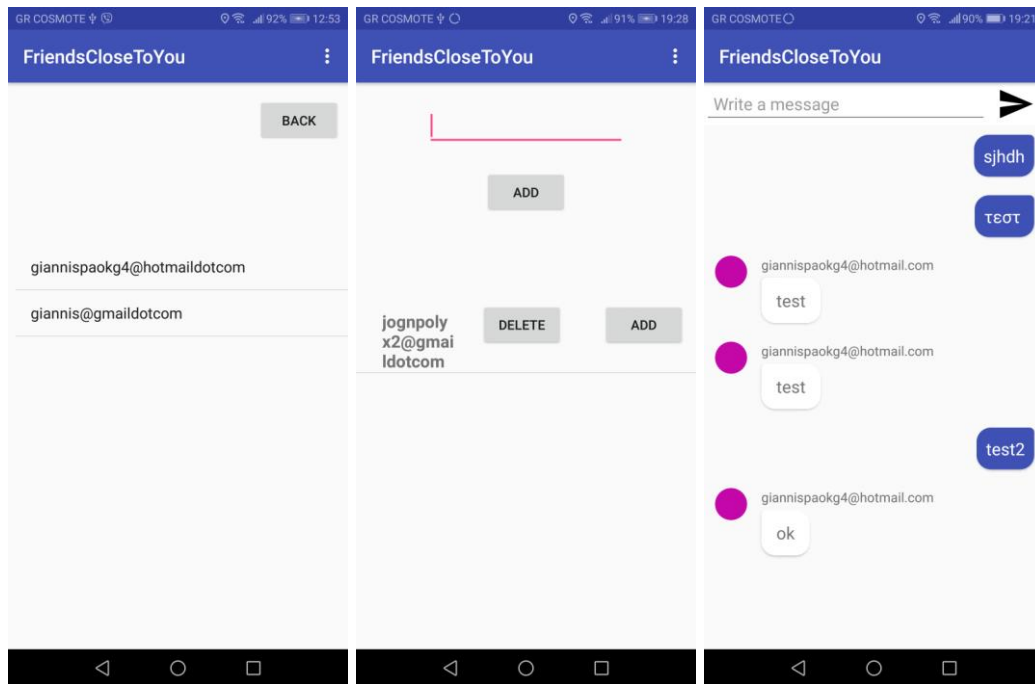 GR COSMOTE 92% 12:53
FriendsCloseToYou
BACK
giannispaokg4@hotmaildotcom
giannis@gmaildotcom
GR COSMOTE 91% 19:28
FriendsCloseToYou
ADD
jognpoly
x2@gmai
ldotcom
DELETE
ADD
GR COSMOTE 90% 19:21
FriendsCloseToYou
Write a message
sjhdh
τεστ
giannispaokg4@hotmail.com
test
giannispaokg4@hotmail.com
test
test2
giannispaokg4@hotmail.com
ok